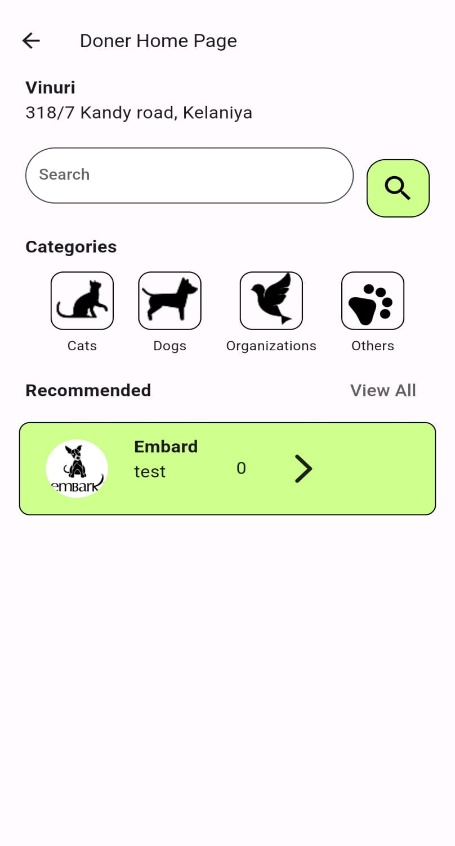 Doner Home Page
Vinuri
318/7 Kandy road, Kelaniya
Search
Categories
Cats
Dogs
Organizations
Others
Recommended
View All
Embard
test
0
emBark